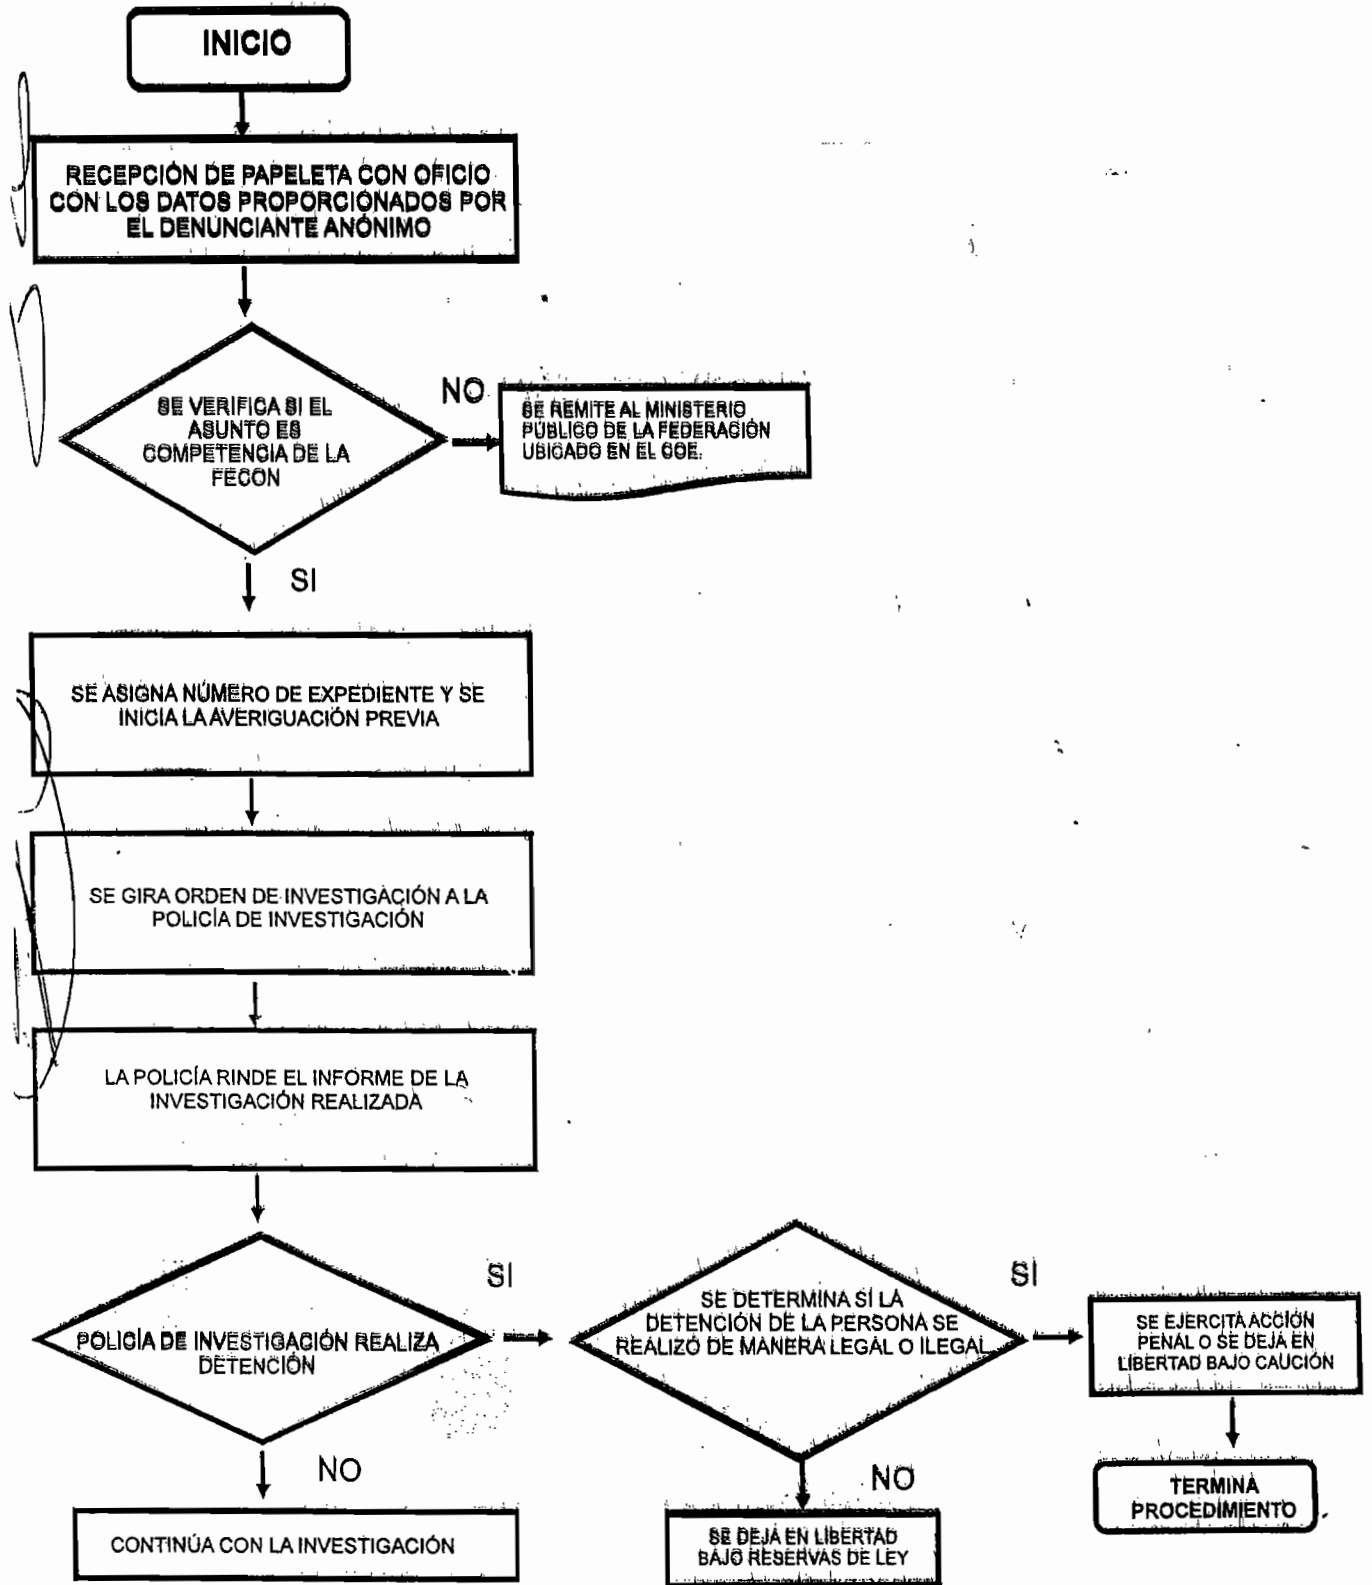 INICIO
RECEPCIÓN DE PAPELETA CON OFICIO
CON LOS DATOS PROPORCIONADOS POR
EL DENUNCIANTE ANÓNIMO
SE VERIFICA SI EL
ASUNTO ES
COMPETENCIA DE LA
FECON
NO
SE REMITE AL MINISTERIO
PÚBLICO DE LA FEDERACIÓN
UBICADO EN EL COE.
SI
SE ASIGNA NÚMERO DE EXPEDIENTE Y SE
INICIA LA AVERIGUACIÓN PREVIA
SE GIRA ORDEN DE INVESTIGACIÓN A LA
POLICÍA DE INVESTIGACIÓN
LA POLICÍA RINDE EL INFORME DE LA
INVESTIGACIÓN REALIZADA
POLICÍA DE INVESTIGACIÓN REALIZA
DETENCIÓN
SI
SE DETERMINA SÍ LA
DETENCIÓN DE LA PERSONA SE
REALIZÓ DE MANERA LEGAL O ILEGAL
SI
SE EJERCITA ACCIÓN
PENAL O SE DEJA EN
LIBERTAD BAJO CAUCIÓN
TERMINA
PROCEDIMIENTO
NO
CONTINÚA CON LA INVESTIGACIÓN
NO
SE DEJA EN LIBERTAD
BAJO RESERVAS DE LEY